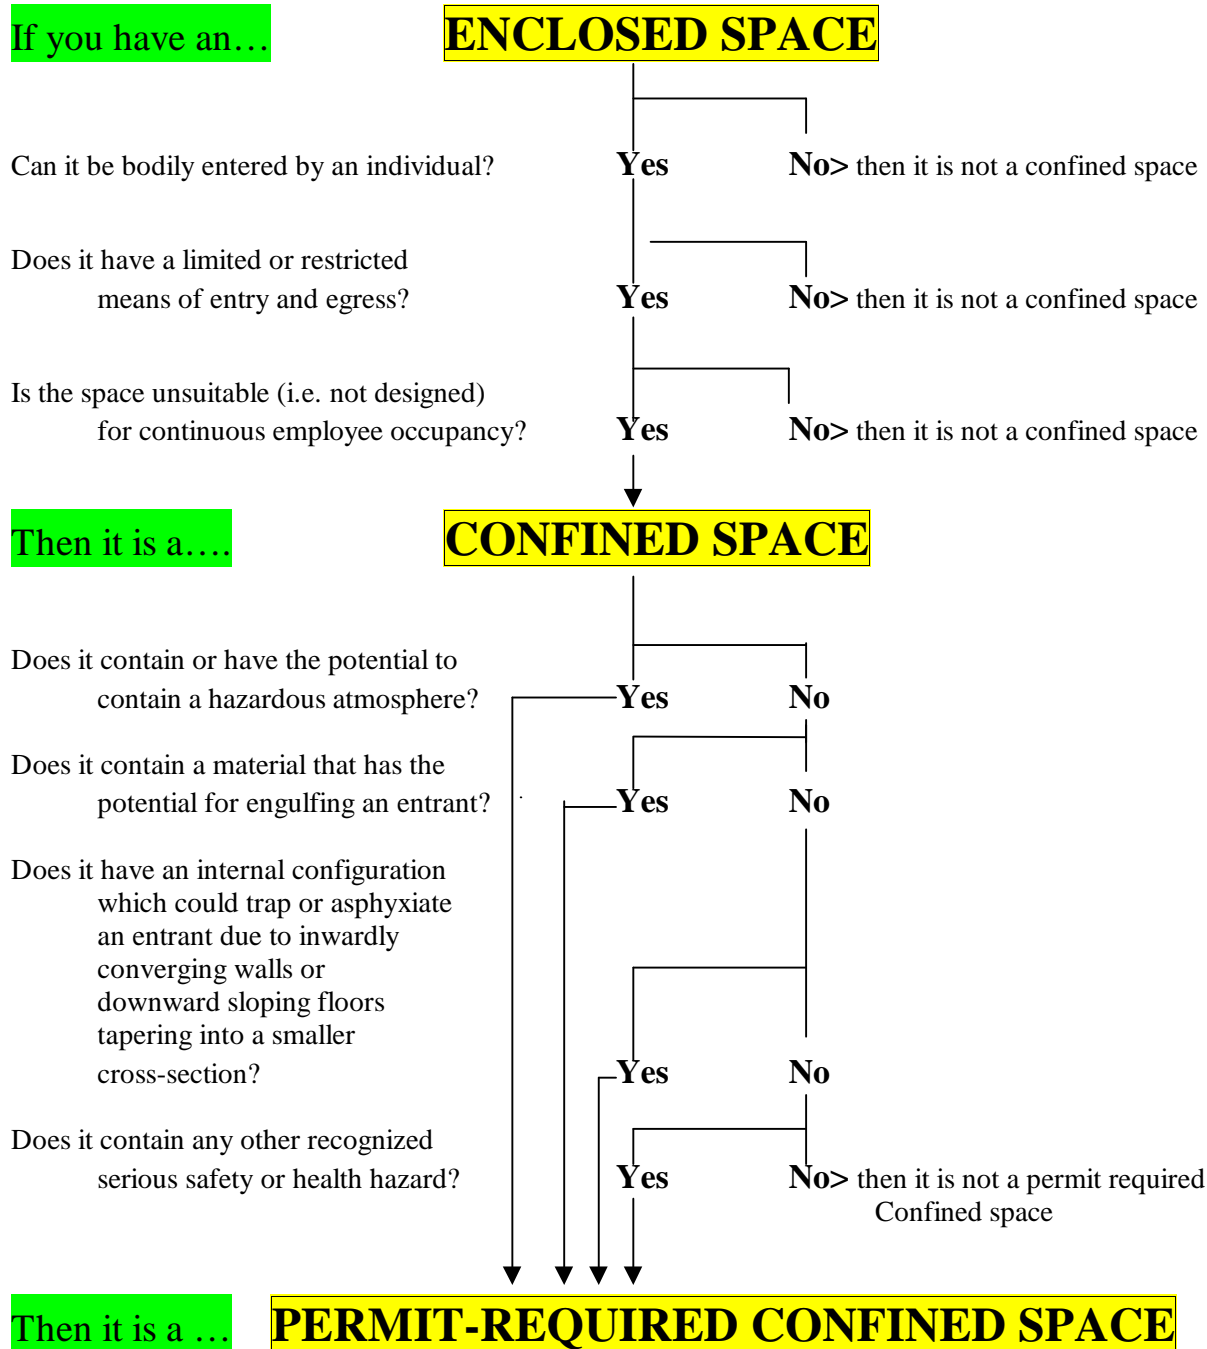 If you have an… ENCLOSED SPACE
Can it be bodily entered by an individual? Yes No> then it is not a confined space
Does it have a limited or restricted
means of entry and egress? Yes No> then it is not a confined space
Is the space unsuitable (i.e. not designed)
for continuous employee occupancy? Yes No> then it is not a confined space
Then it is a…. CONFINED SPACE
Does it contain or have the potential to
contain a hazardous atmosphere? Yes No
Does it contain a material that has the
potential for engulfing an entrant? Yes No
Does it have an internal configuration
which could trap or asphyxiate
an entrant due to inwardly
converging walls or
downward sloping floors
tapering into a smaller
cross-section? Yes No
Does it contain any other recognized
serious safety or health hazard? Yes No> then it is not a permit required
Confined space
Then it is a … PERMIT-REQUIRED CONFINED SPACE